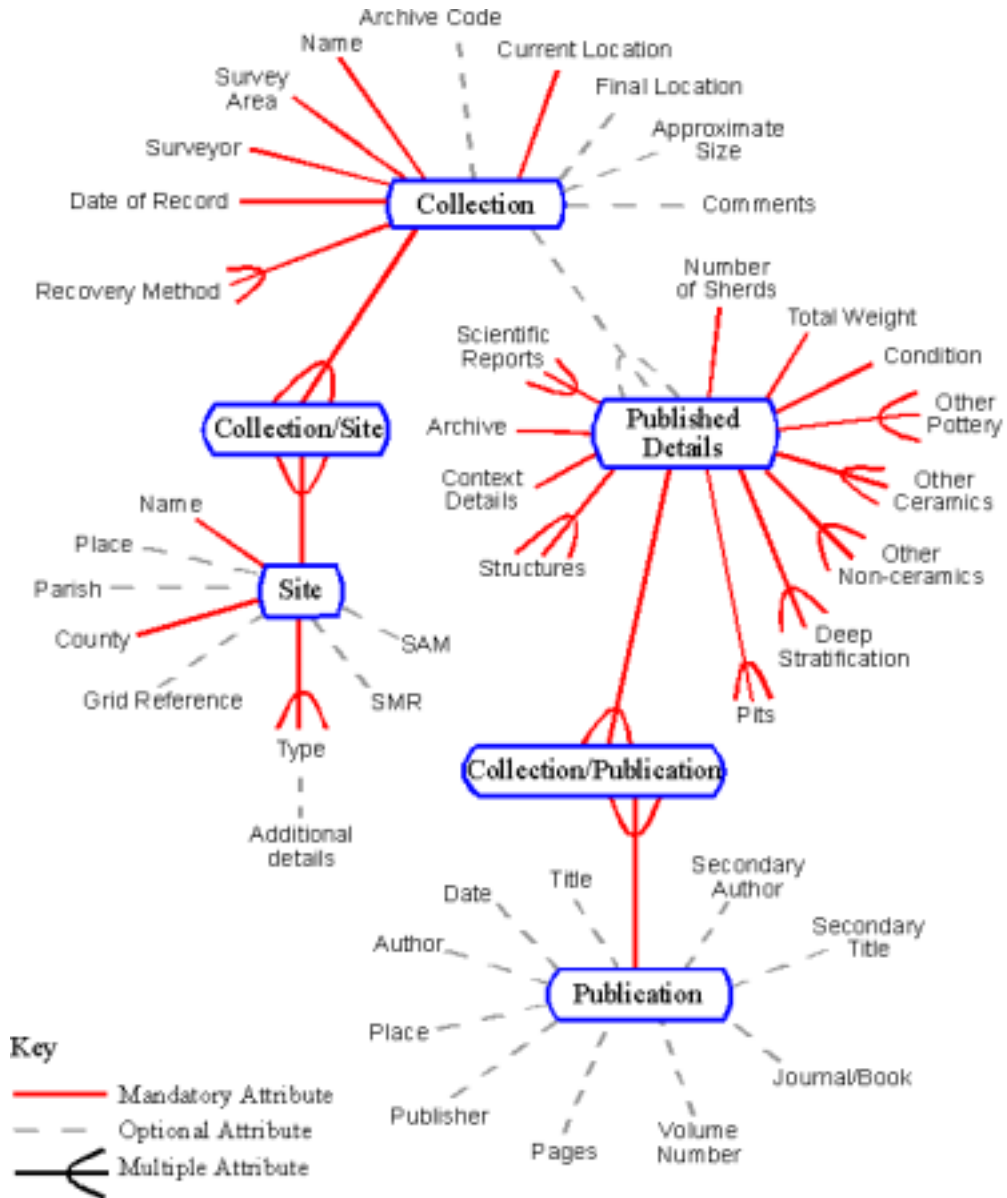 Archive Code
Name
Current Location
Survey
Area
Final Location
Approximate
Size
Surveyor
Date of Record
Collection
Comments
Recovery Method
Number
of Sherds
Total Weight
Scientific
Reports
Condition
Other
Pottery
Collection/Site
Archive
Published
Details
Context
Details
Other
Ceramics
Name
Place
Structures
Other
Non-ceramics
Parish
Site
County
SAM
Deep
Stratification
Grid Reference
SMR
Pits
Type
Collection/Publication
Additional
details
Title
Secondary
Author
Date
Author
Secondary
Title
Publication
Place
Publisher
Pages
Volume
Number
Journal/Book
Key
Mandatory Attribute
Optional Attribute
Multiple Attribute